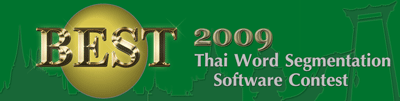 BEST 2009
Thai Word Segmentation
Software Contest